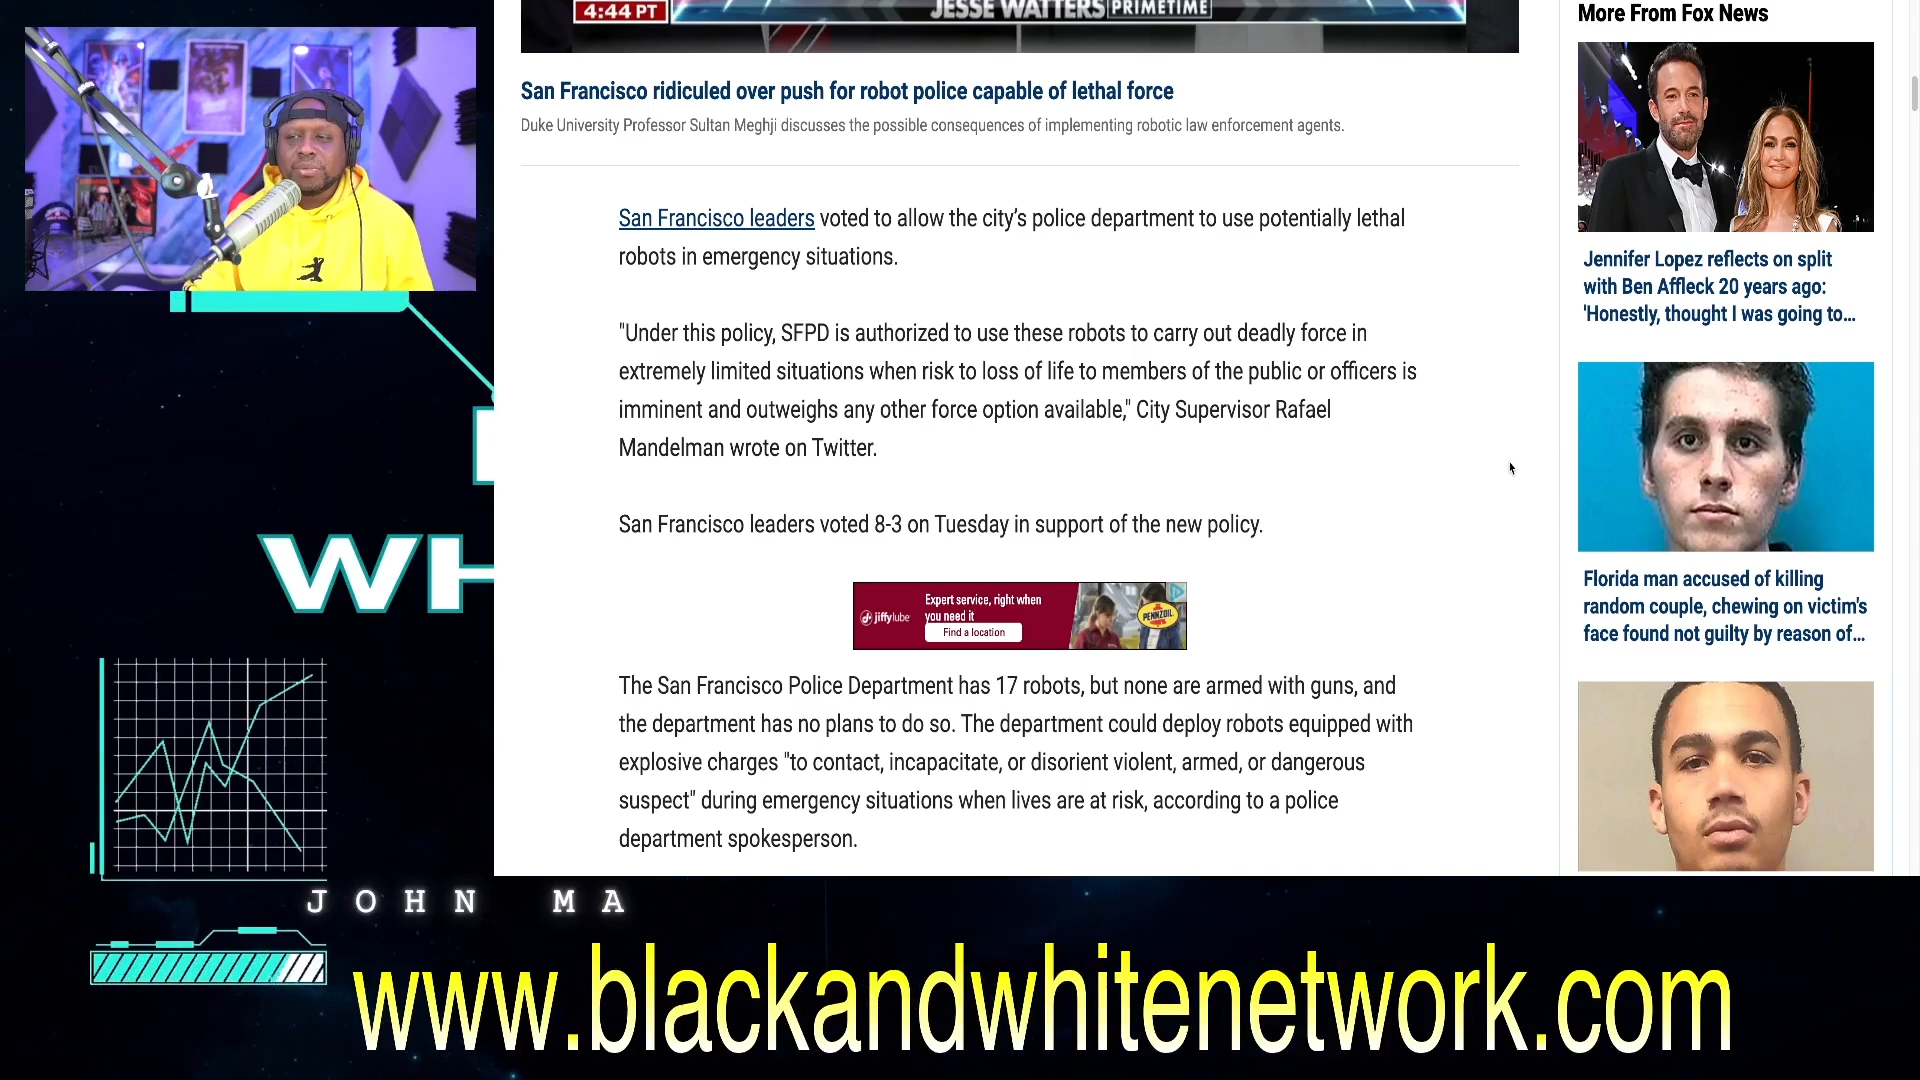 4:44 PT
JESSE WATTERS PRIMETIME
San Francisco ridiculed over push for robot police capable of lethal force
Duke University Professor Sultan Meghji discusses the possible consequences of implementing robotic law enforcement agents.
San Francisco leaders voted to allow the city’s police department to use potentially lethal
robots in emergency situations.
"Under this policy, SFPD is authorized to use these robots to carry out deadly force in
extremely limited situations when risk to loss of life to members of the public or officers is
imminent and outweighs any other force option available," City Supervisor Rafael
Mandelman wrote on Twitter.
San Francisco leaders voted 8-3 on Tuesday in support of the new policy.
jiffylube
Expert service, right when
you need it
Find a location
PENNZOIL
The San Francisco Police Department has 17 robots, but none are armed with guns, and
the department has no plans to do so. The department could deploy robots equipped with
explosive charges "to contact, incapacitate, or disorient violent, armed, or dangerous
suspect" during emergency situations when lives are at risk, according to a police
department spokesperson.
More From Fox News
Jennifer Lopez reflects on split
with Ben Affleck 20 years ago:
'Honestly, thought I was going to...
Florida man accused of killing
random couple, chewing on victim's
face found not guilty by reason of...
WH
JOHN MA
www.blackandwhitenetwork.com